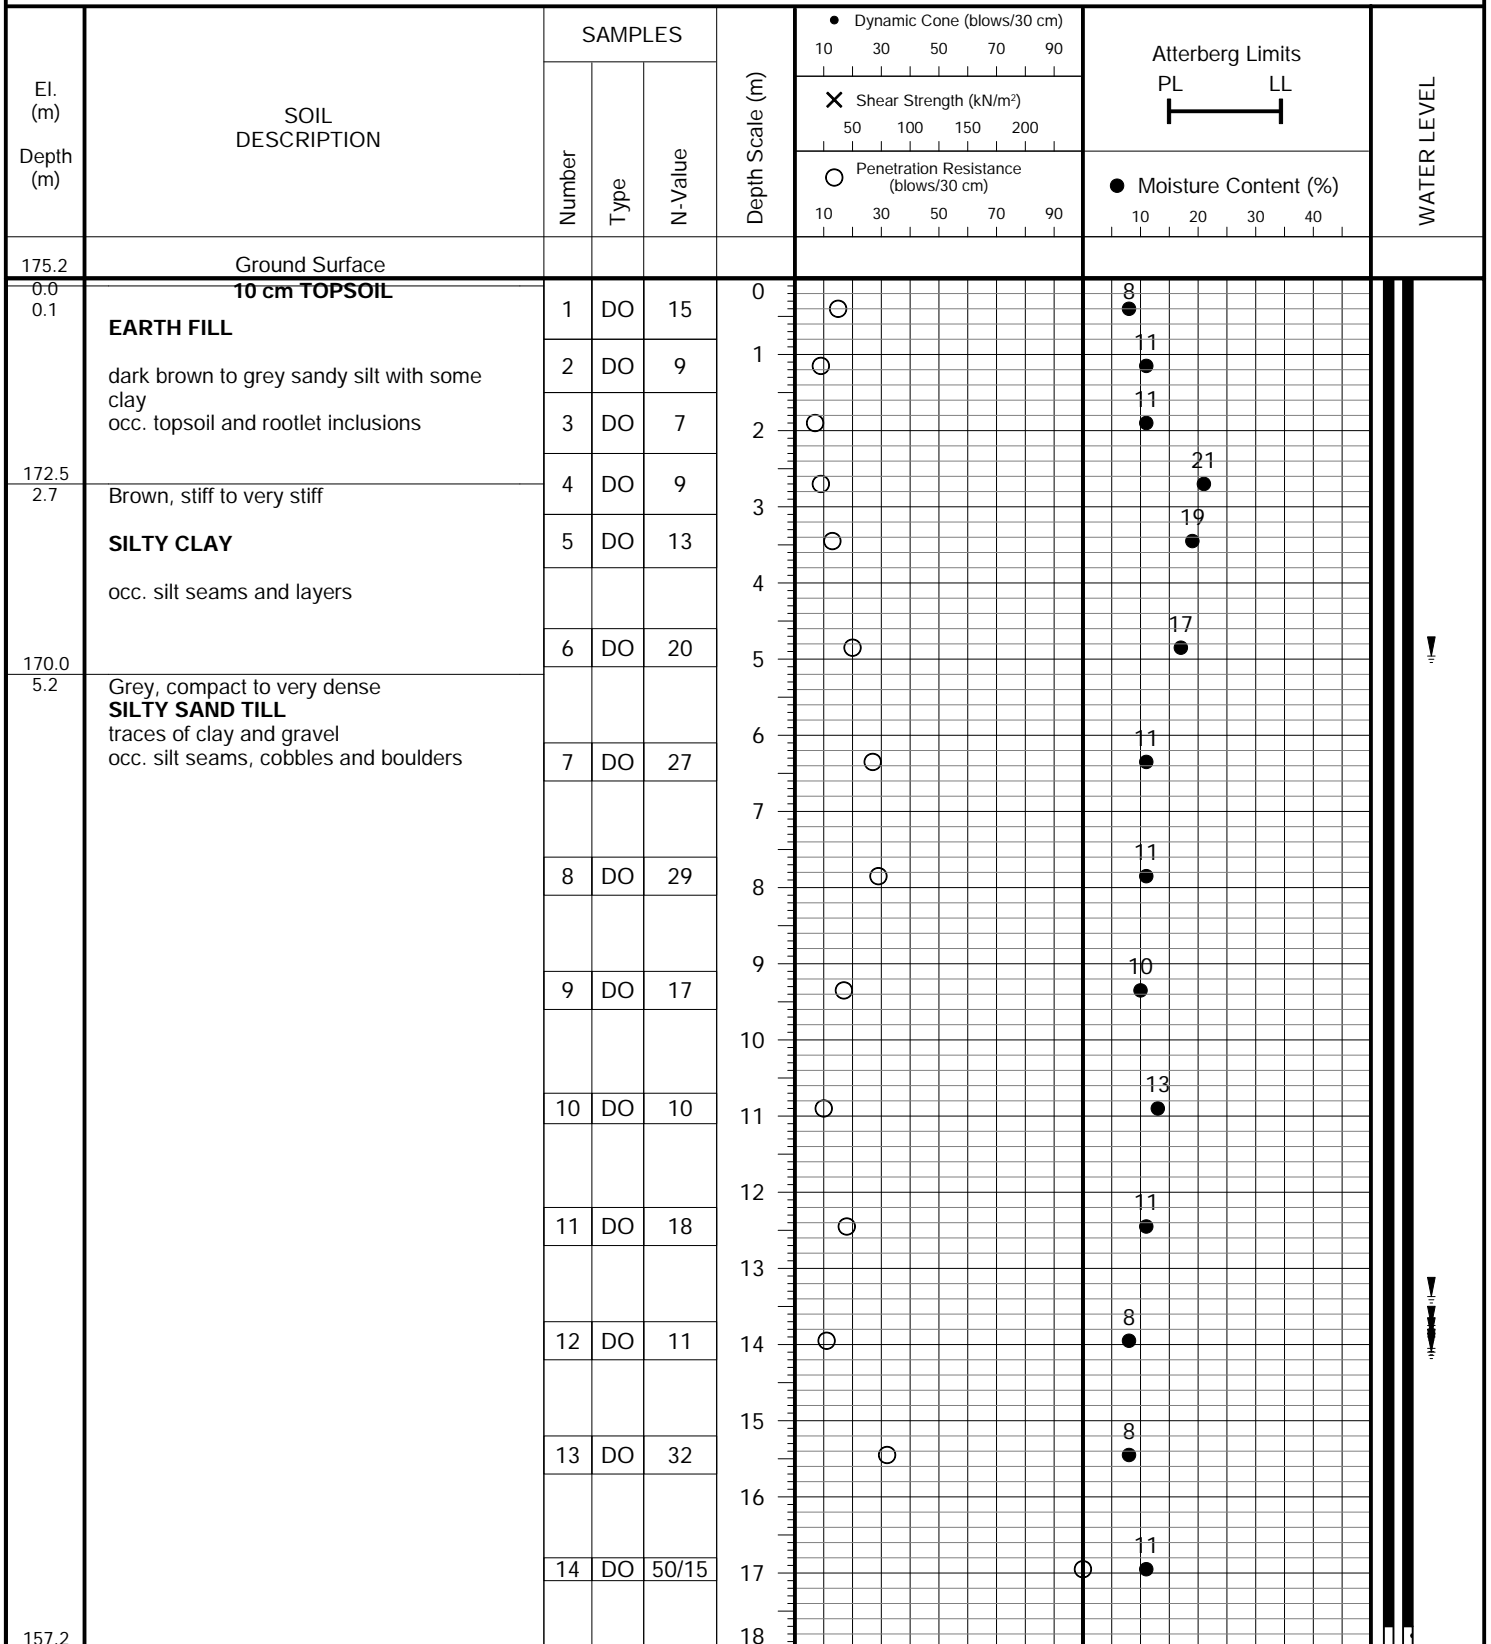 El.
(m)
Depth
(m)
SOIL
DESCRIPTION
SAMPLES
Number
Type
N-Value
Depth Scale (m)
Dynamic Cone (blows/30 cm)
10 30 50 70 90
Shear Strength (kN/m²)
50 100 150 200
Penetration Resistance
(blows/30 cm)
10 30 50 70 90
Atterberg Limits
PL LL
Moisture Content (%)
10 20 30 40
WATER LEVEL
175.2 Ground Surface
0.0 10 cm TOPSOIL 0 8
0.1 1 DO 15
EARTH FILL
11
1
2 DO 9
dark brown to grey sandy silt with some
clay 11
occ. topsoil and rootlet inclusions 3 DO 7
2
21
172.5
4 DO 9
2.7 Brown, stiff to very stiff
3
19
SILTY CLAY 5 DO 13
4
occ. silt seams and layers
17
6 DO 20
170.0 5
5.2 Grey, compact to very dense
SILTY SAND TILL
traces of clay and gravel 6 11
occ. silt seams, cobbles and boulders 7 DO 27
7
11
8 DO 29
8
9 10
9 DO 17
10
13
10 DO 10
11
12
11
11 DO 18
13
8
12 DO 11
14
15
8
13 DO 32
16
11
14 DO 50/15 17
157.2 18